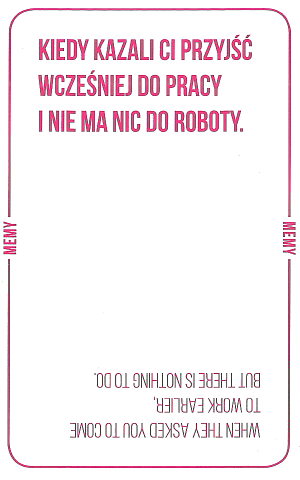 KIEDY KAZALI CI PRZYJŚĆ
WCZEŚNIEJ DO PRACY
I NIE MA NIC DO ROBOTY.
MEMY
MEMY
WHEN THEY ASKED YOU TO COME
TO WORK EARLIER,
BUT THERE IS NOTHING TO DO.